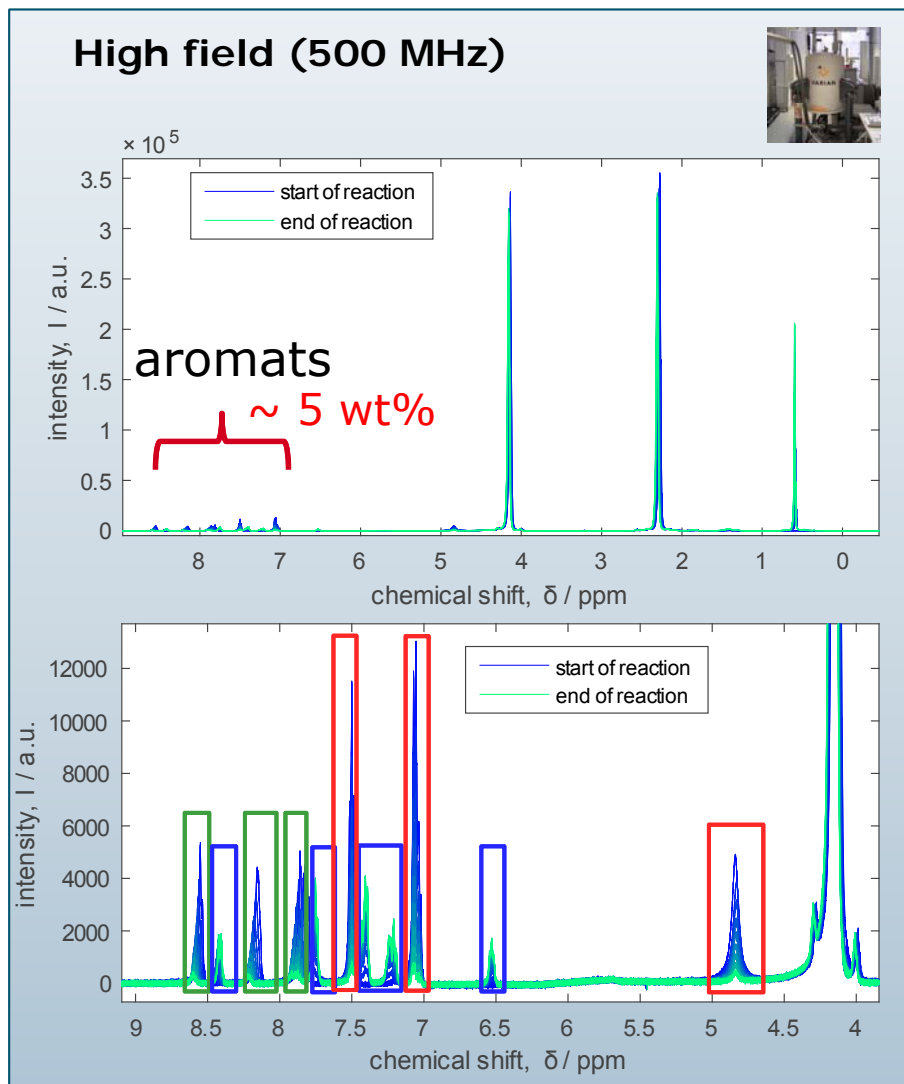 High field (500 MHz)
VARIAN
× 10⁵
3.5
3
2.5
2
1.5
1
0.5
0
intensity, I / a.u.
start of reaction
end of reaction
aromats
~ 5 wt%
8 7 6 5 4 3 2 1 0
chemical shift, δ / ppm
12000
10000
8000
6000
4000
2000
0
intensity, I / a.u.
start of reaction
end of reaction
9 8.5 8 7.5 7 6.5 6 5.5 5 4.5 4
chemical shift, δ / ppm